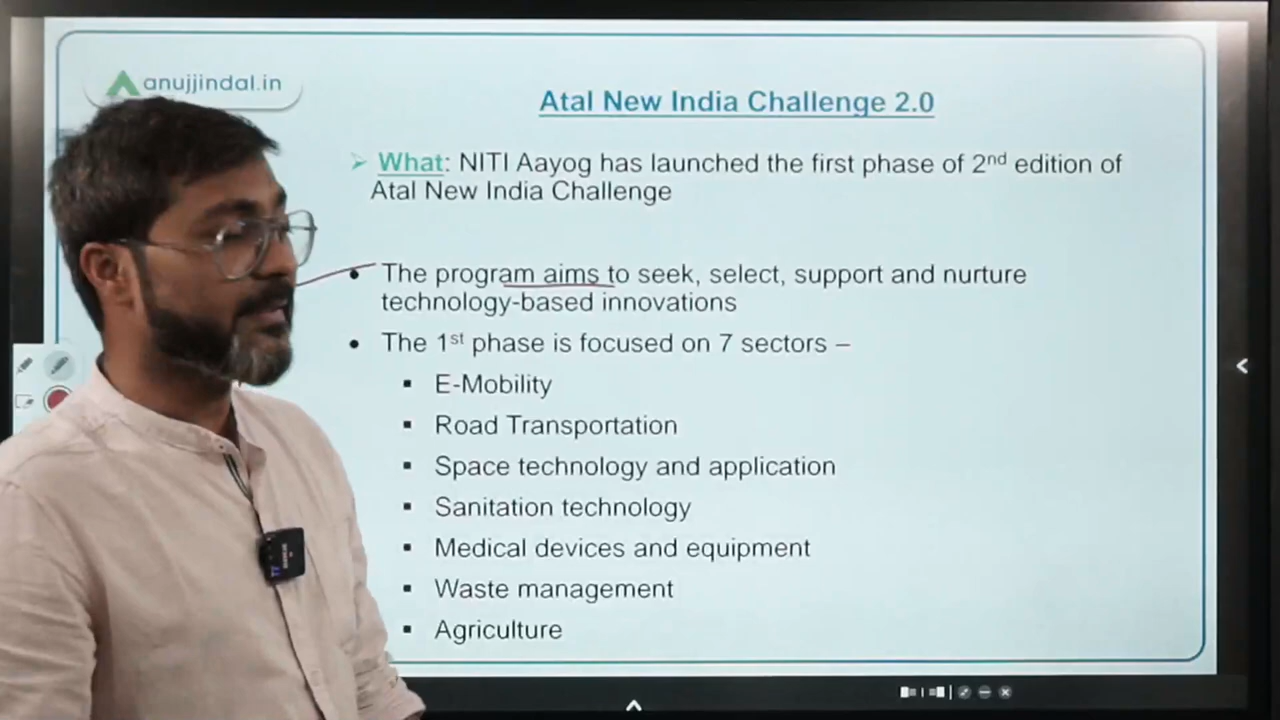 anujjindal.in
Atal New India Challenge 2.0
➢ What: NITI Aayog has launched the first phase of 2nd edition of
Atal New India Challenge
• The program aims to seek, select, support and nurture
technology-based innovations
• The 1st phase is focused on 7 sectors –
▪ E-Mobility
▪ Road Transportation
▪ Space technology and application
▪ Sanitation technology
▪ Medical devices and equipment
▪ Waste management
▪ Agriculture